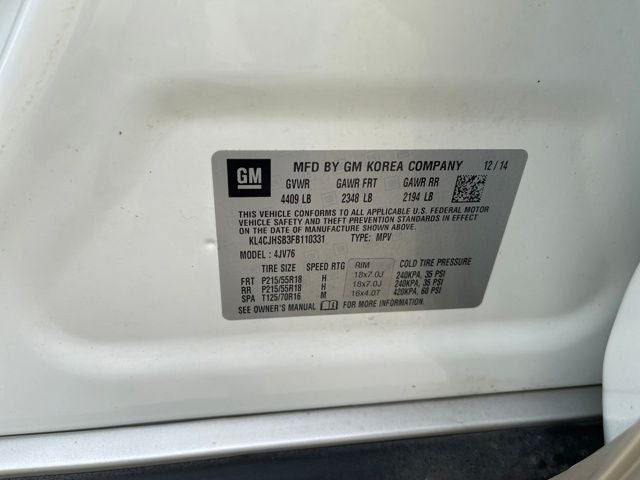 GM
MFD BY GM KOREA COMPANY 12/14
GVWR GAWR FRT GAWR RR
4409 LB 2348 LB 2194 LB
THIS VEHICLE CONFORMS TO ALL APPLICABLE U.S. FEDERAL MOTOR
VEHICLE SAFETY AND THEFT PREVENTION STANDARDS IN EFFECT
ON THE DATE OF MANUFACTURE SHOWN ABOVE.
KL4CJHSB3FB110331 TYPE: MPV
MODEL : 4JV76
TIRE SIZE SPEED RTG RIM COLD TIRE PRESSURE
FRT P215/55R18 H 18x7.0J 240KPA, 35 PSI
RR P215/55R18 H 18x7.0J 240KPA, 35 PSI
SPA T125/70R16 M 16x4.0T 420KPA, 60 PSI
SEE OWNER'S MANUAL FOR MORE INFORMATION.